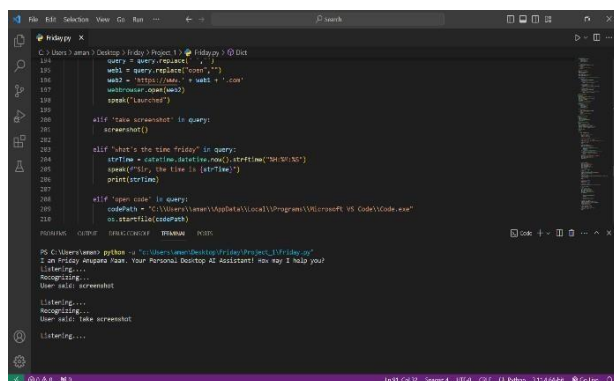 File Edit Selection View Go Run ...
search
Friday.py
C: > Users > aman > Desktop > Friday > Project_1 > Friday.py > Dict
194 query = query.replace(" ","")
195 web1 = query.replace("open","")
196 web2 = 'https://www.' + web1 + '.com'
197 webbrowser.open(web2)
198 speak("Launched")
199
200 elif 'take screenshot' in query:
201 screenshot()
202
203 elif "what's the time friday" in query:
204 strTime = datetime.datetime.now().strftime("%H:%M:%S")
205 speak(f"Sir, the time is {strTime}")
206 print(strTime)
207
208 elif 'open code' in query:
209 codePath = "C:\\Users\\aman\\AppData\\Local\\Programs\\Microsoft VS Code\\Code.exe"
210 os.startfile(codePath)
PROBLEMS OUTPUT DEBUG CONSOLE TERMINAL PORTS
Code
PS C:\Users\aman> python -u "c:\Users\aman\Desktop\Friday\Project_1\Friday.py"
I am Friday Anupama Maam. Your Personal Desktop AI Assistant! How may I help you?
Listening....
Recognizing...
User said: screenshot
Listening....
Recognizing...
User said: take screenshot
Listening....